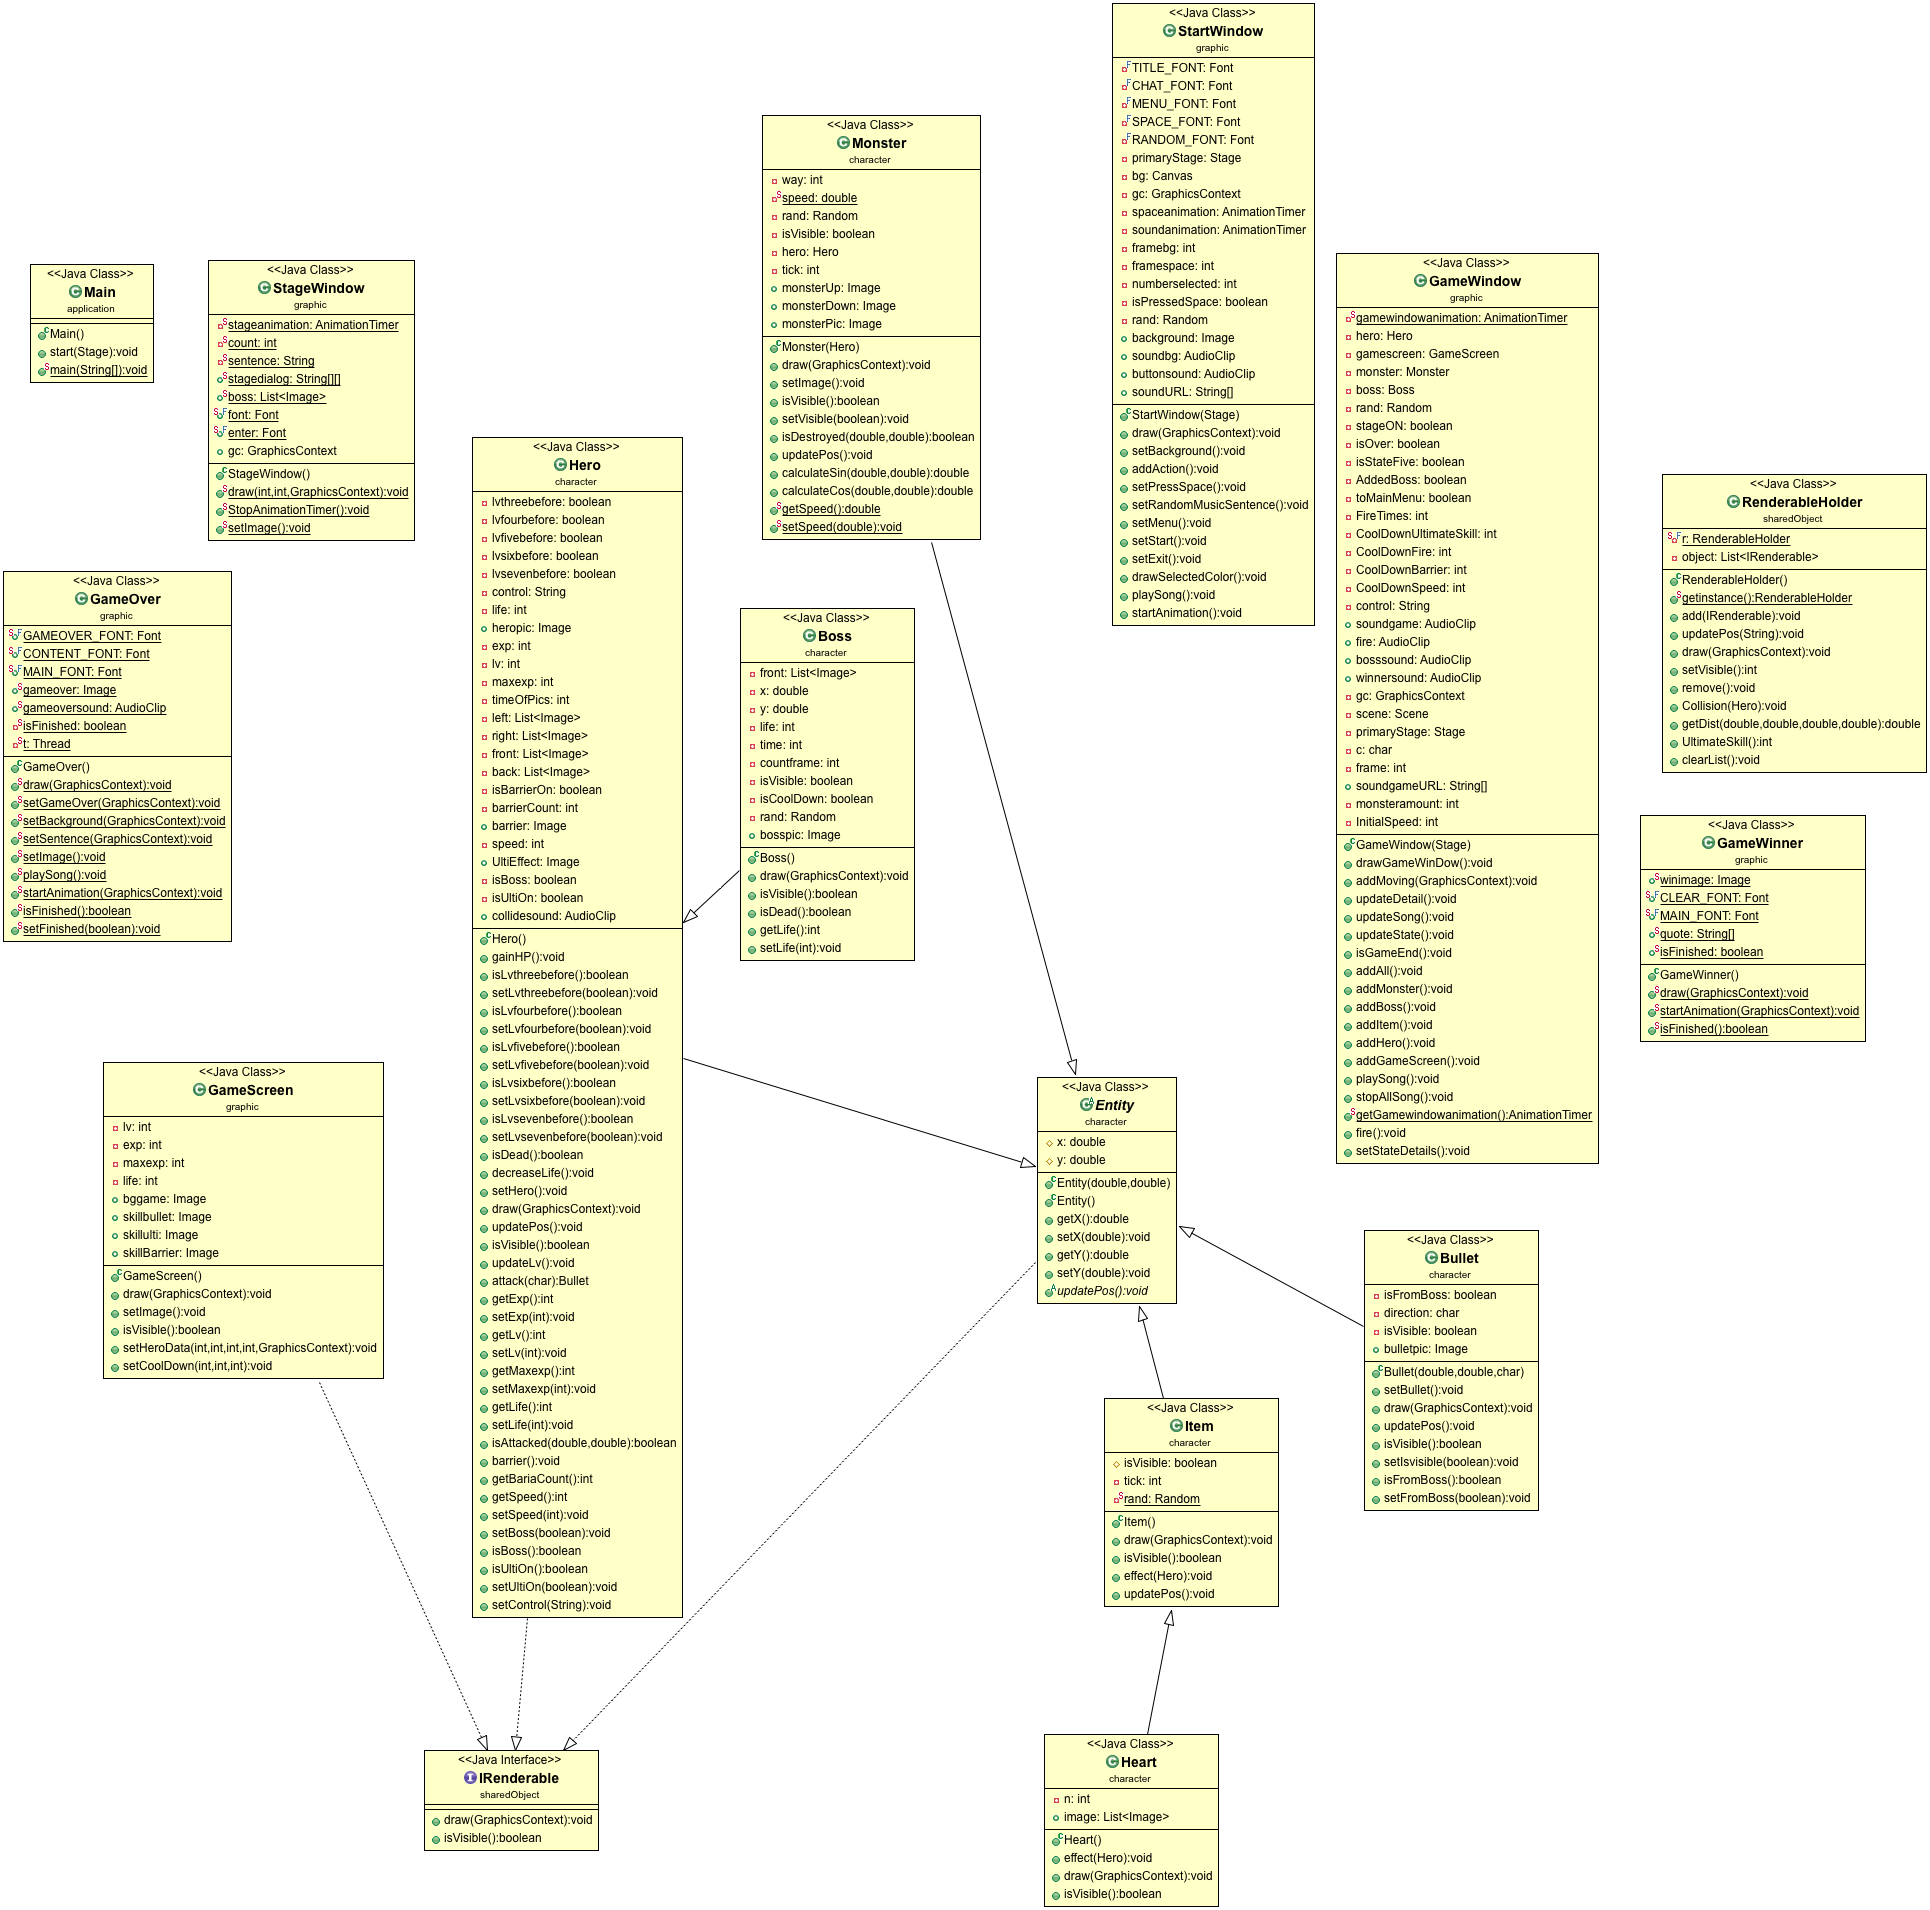 <<Java Class>>
Main
application
Main()
start(Stage):void
main(String[]):void
<<Java Class>>
StageWindow
graphic
stageanimation: AnimationTimer
count: int
sentence: String
stagedialog: String[][]
boss: List<Image>
font: Font
enter: Font
gc: GraphicsContext
StageWindow()
draw(int,int,GraphicsContext):void
StopAnimationTimer():void
setImage():void
<<Java Class>>
GameOver
graphic
GAMEOVER_FONT: Font
CONTENT_FONT: Font
MAIN_FONT: Font
gameover: Image
gameoversound: AudioClip
isFinished: boolean
t: Thread
GameOver()
draw(GraphicsContext):void
setGameOver(GraphicsContext):void
setBackground(GraphicsContext):void
setSentence(GraphicsContext):void
setImage():void
playSong():void
startAnimation(GraphicsContext):void
isFinished():boolean
setFinished(boolean):void
<<Java Class>>
GameScreen
graphic
lv: int
exp: int
maxexp: int
life: int
bggame: Image
skillbullet: Image
skillulti: Image
skillBarrier: Image
GameScreen()
draw(GraphicsContext):void
setImage():void
isVisible():boolean
setHeroData(int,int,int,int,GraphicsContext):void
setCoolDown(int,int,int):void
<<Java Class>>
Hero
character
lvthreebefore: boolean
lvfourbefore: boolean
lvfivebefore: boolean
lvsixbefore: boolean
lvsevenbefore: boolean
control: String
life: int
heropic: Image
exp: int
lv: int
maxexp: int
timeOfPics: int
left: List<Image>
right: List<Image>
front: List<Image>
back: List<Image>
isBarrierOn: boolean
barrierCount: int
barrier: Image
speed: int
UltiEffect: Image
isBoss: boolean
isUltiOn: boolean
collidesound: AudioClip
Hero()
gainHP():void
isLvthreebefore():boolean
setLvthreebefore(boolean):void
isLvfourbefore():boolean
setLvfourbefore(boolean):void
isLvfivebefore():boolean
setLvfivebefore(boolean):void
isLvsixbefore():boolean
setLvsixbefore(boolean):void
isLvsevenbefore():boolean
setLvsevenbefore(boolean):void
isDead():boolean
decreaseLife():void
setHero():void
draw(GraphicsContext):void
updatePos():void
isVisible():boolean
updateLv():void
attack(char):Bullet
getExp():int
setExp(int):void
getLv():int
setLv(int):void
getMaxexp():int
setMaxexp(int):void
getLife():int
setLife(int):void
isAttacked(double,double):boolean
barrier():void
getBariaCount():int
getSpeed():int
setSpeed(int):void
setBoss(boolean):void
isBoss():boolean
isUltiOn():boolean
setUltiOn(boolean):void
setControl(String):void
<<Java Interface>>
IRenderable
sharedObject
draw(GraphicsContext):void
isVisible():boolean
<<Java Class>>
Monster
character
way: int
speed: double
rand: Random
isVisible: boolean
hero: Hero
tick: int
monsterUp: Image
monsterDown: Image
monsterPic: Image
Monster(Hero)
draw(GraphicsContext):void
setImage():void
isVisible():boolean
setVisible(boolean):void
isDestroyed(double,double):boolean
updatePos():void
calculateSin(double,double):double
calculateCos(double,double):double
getSpeed():double
setSpeed(double):void
<<Java Class>>
Boss
character
front: List<Image>
x: double
y: double
life: int
time: int
countframe: int
isVisible: boolean
isCoolDown: boolean
rand: Random
bosspic: Image
Boss()
draw(GraphicsContext):void
isVisible():boolean
isDead():boolean
getLife():int
setLife(int):void
<<Java Class>>
StartWindow
graphic
TITLE_FONT: Font
CHAT_FONT: Font
MENU_FONT: Font
SPACE_FONT: Font
RANDOM_FONT: Font
primaryStage: Stage
bg: Canvas
gc: GraphicsContext
spaceanimation: AnimationTimer
soundanimation: AnimationTimer
framebg: int
framespace: int
numberselected: int
isPressedSpace: boolean
rand: Random
background: Image
soundbg: AudioClip
buttonsound: AudioClip
soundURL: String[]
StartWindow(Stage)
draw(GraphicsContext):void
setBackground():void
addAction():void
setPressSpace():void
setRandomMusicSentence():void
setMenu():void
setStart():void
setExit():void
drawSelectedColor():void
playSong():void
startAnimation():void
<<Java Class>>
Entity
character
x: double
y: double
Entity(double,double)
Entity()
getX():double
setX(double):void
getY():double
setY(double):void
updatePos():void
<<Java Class>>
Item
character
isVisible: boolean
tick: int
rand: Random
Item()
draw(GraphicsContext):void
isVisible():boolean
effect(Hero):void
updatePos():void
<<Java Class>>
Heart
character
n: int
image: List<Image>
Heart()
effect(Hero):void
draw(GraphicsContext):void
isVisible():boolean
<<Java Class>>
GameWindow
graphic
gamewindowanimation: AnimationTimer
hero: Hero
gamescreen: GameScreen
monster: Monster
boss: Boss
rand: Random
stageON: boolean
isOver: boolean
isStateFive: boolean
AddedBoss: boolean
toMainMenu: boolean
FireTimes: int
CoolDownUltimateSkill: int
CoolDownFire: int
CoolDownBarrier: int
CoolDownSpeed: int
control: String
soundgame: AudioClip
fire: AudioClip
bosssound: AudioClip
winnersound: AudioClip
gc: GraphicsContext
scene: Scene
primaryStage: Stage
c: char
frame: int
soundgameURL: String[]
monsteramount: int
InitialSpeed: int
GameWindow(Stage)
drawGameWinDow():void
addMoving(GraphicsContext):void
updateDetail():void
updateSong():void
updateState():void
isGameEnd():void
addAll():void
addMonster():void
addBoss():void
addItem():void
addHero():void
addGameScreen():void
playSong():void
stopAllSong():void
getGamewindowanimation():AnimationTimer
fire():void
setStateDetails():void
<<Java Class>>
Bullet
character
isFromBoss: boolean
direction: char
isVisible: boolean
bulletpic: Image
Bullet(double,double,char)
setBullet():void
draw(GraphicsContext):void
updatePos():void
isVisible():boolean
setIsvisible(boolean):void
isFromBoss():boolean
setFromBoss(boolean):void
<<Java Class>>
RenderableHolder
sharedObject
r: RenderableHolder
object: List<IRenderable>
RenderableHolder()
getinstance():RenderableHolder
add(IRenderable):void
updatePos(String):void
draw(GraphicsContext):void
setVisible():int
remove():void
Collision(Hero):void
getDist(double,double,double,double):double
UltimateSkill():int
clearList():void
<<Java Class>>
GameWinner
graphic
winimage: Image
CLEAR_FONT: Font
MAIN_FONT: Font
quote: String[]
isFinished: boolean
GameWinner()
draw(GraphicsContext):void
startAnimation(GraphicsContext):void
isFinished():boolean